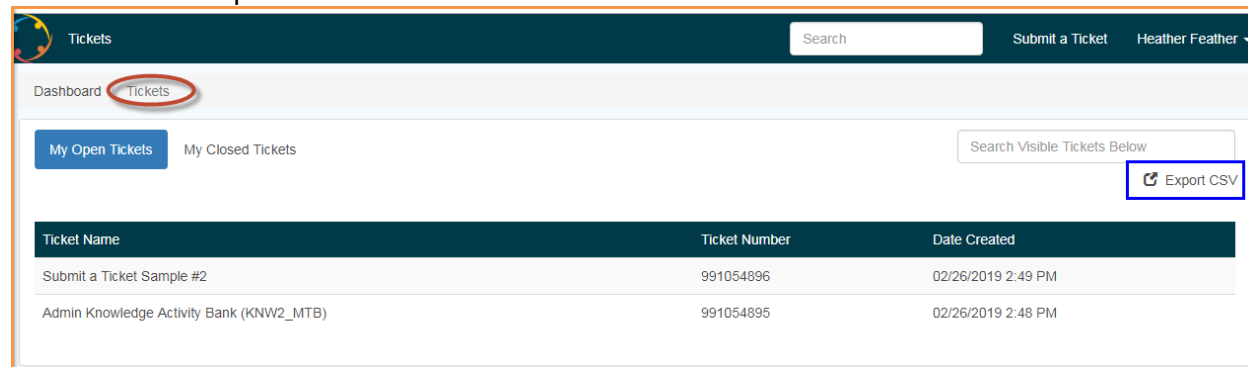 Tickets Search Submit a Ticket Heather Feather
Dashboard Tickets
My Open Tickets My Closed Tickets Search Visible Tickets Below
Export CSV
Ticket Name Ticket Number Date Created
Submit a Ticket Sample #2 991054896 02/26/2019 2:49 PM
Admin Knowledge Activity Bank (KNW2_MTB) 991054895 02/26/2019 2:48 PM